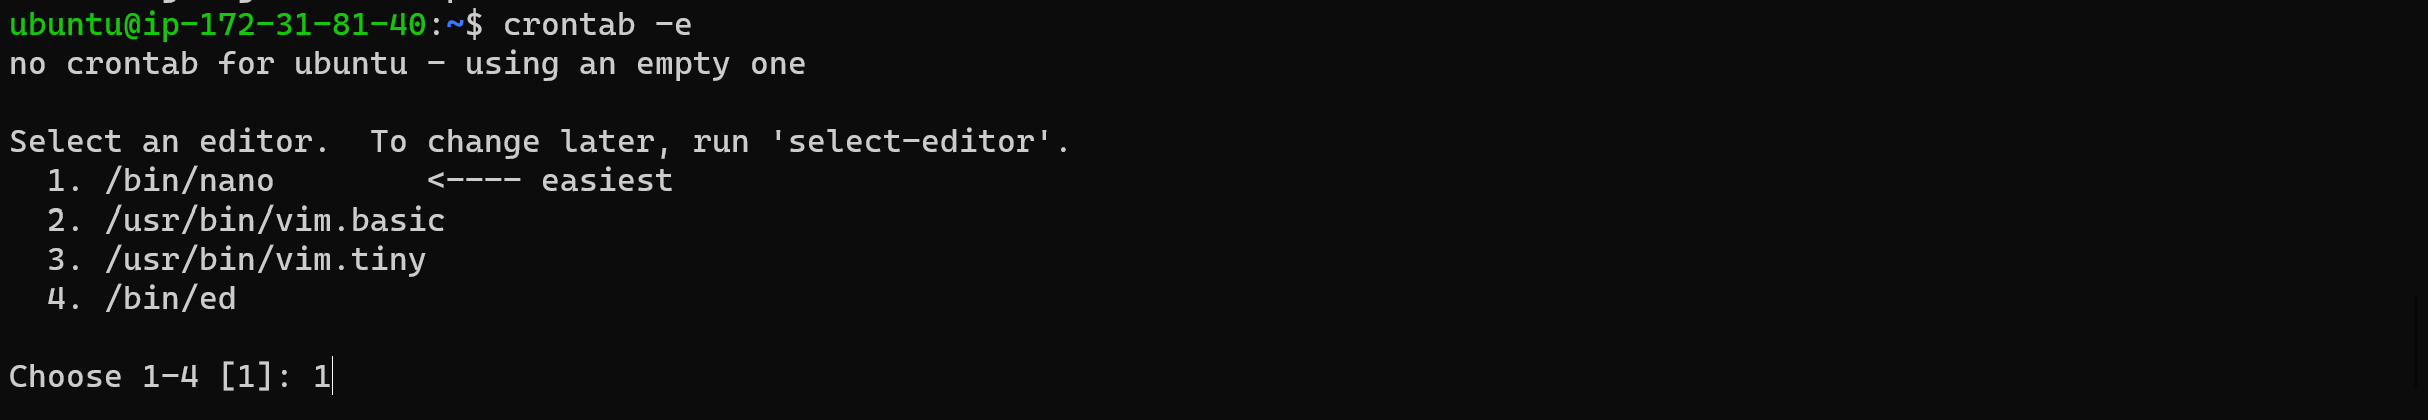 ubuntu@ip-172-31-81-40:~$ crontab -e
no crontab for ubuntu - using an empty one
Select an editor.  To change later, run 'select-editor'.
  1. /bin/nano        <---- easiest
  2. /usr/bin/vim.basic
  3. /usr/bin/vim.tiny
  4. /bin/ed
Choose 1-4 [1]: 1